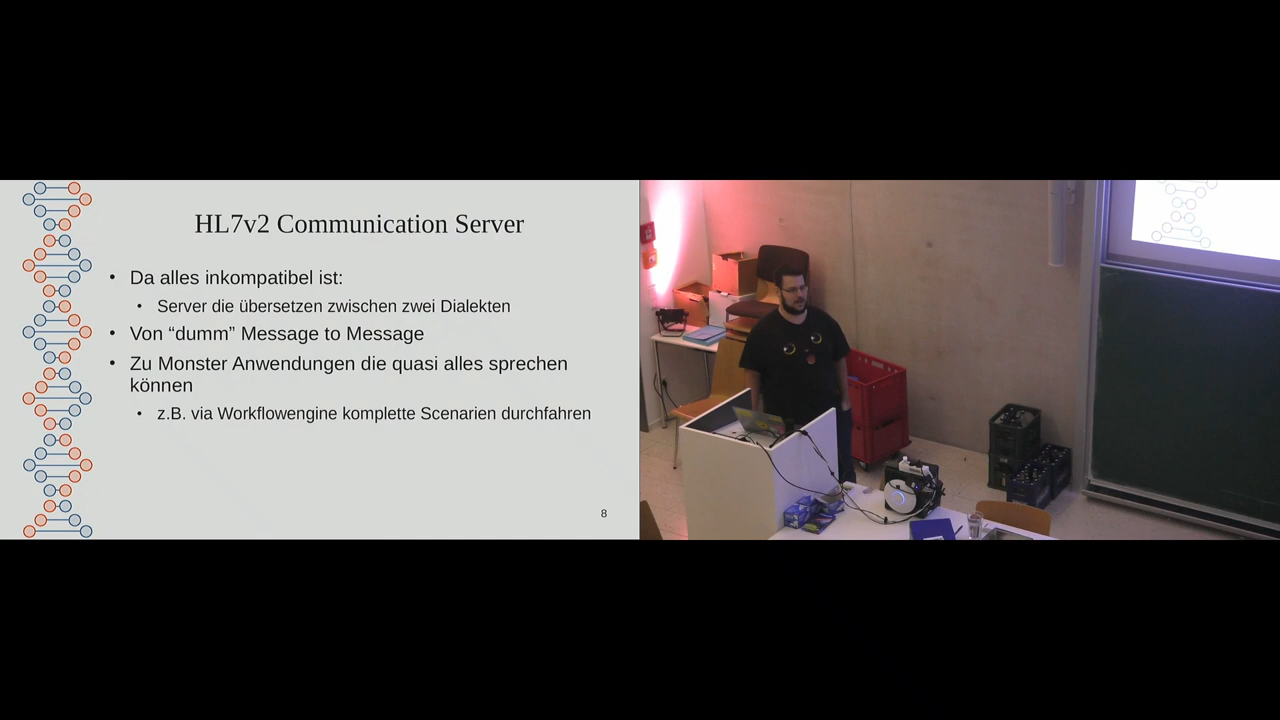 HL7v2 Communication Server
• Da alles inkompatibel ist:
• Server die übersetzen zwischen zwei Dialekten
• Von “dumm” Message to Message
• Zu Monster Anwendungen die quasi alles sprechen
können
• z.B. via Workflowengine komplette Scenarien durchfahren
8